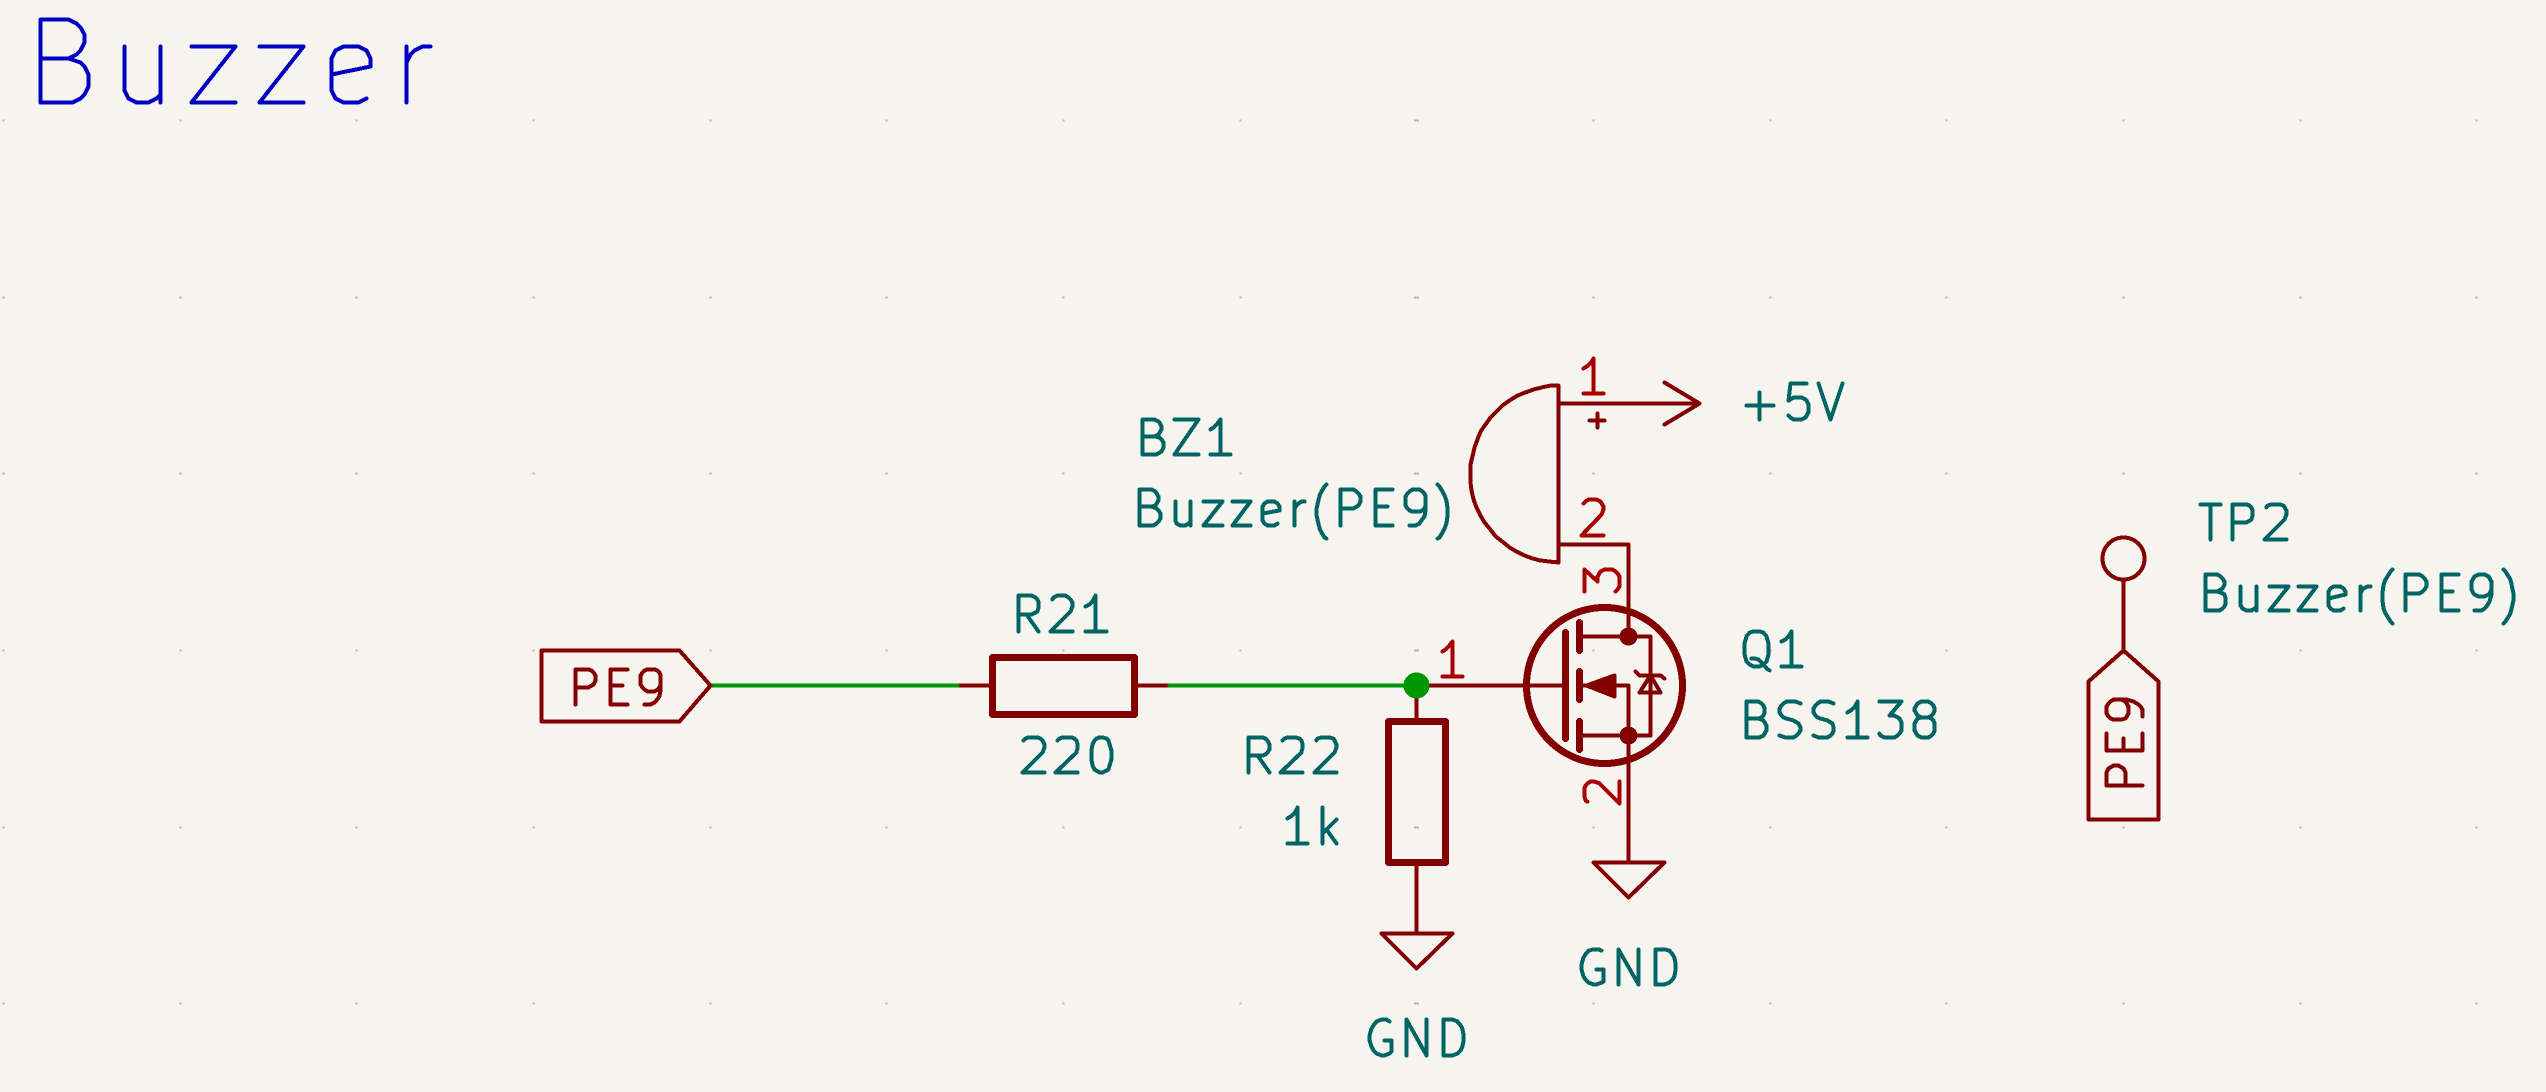 Buzzer
1
+5V
+
BZ1
Buzzer(PE9)
2
3
TP2
Buzzer(PE9)
R21
1
Q1
PE9
220
R22
BSS138
PE9
1k
2
GND
GND